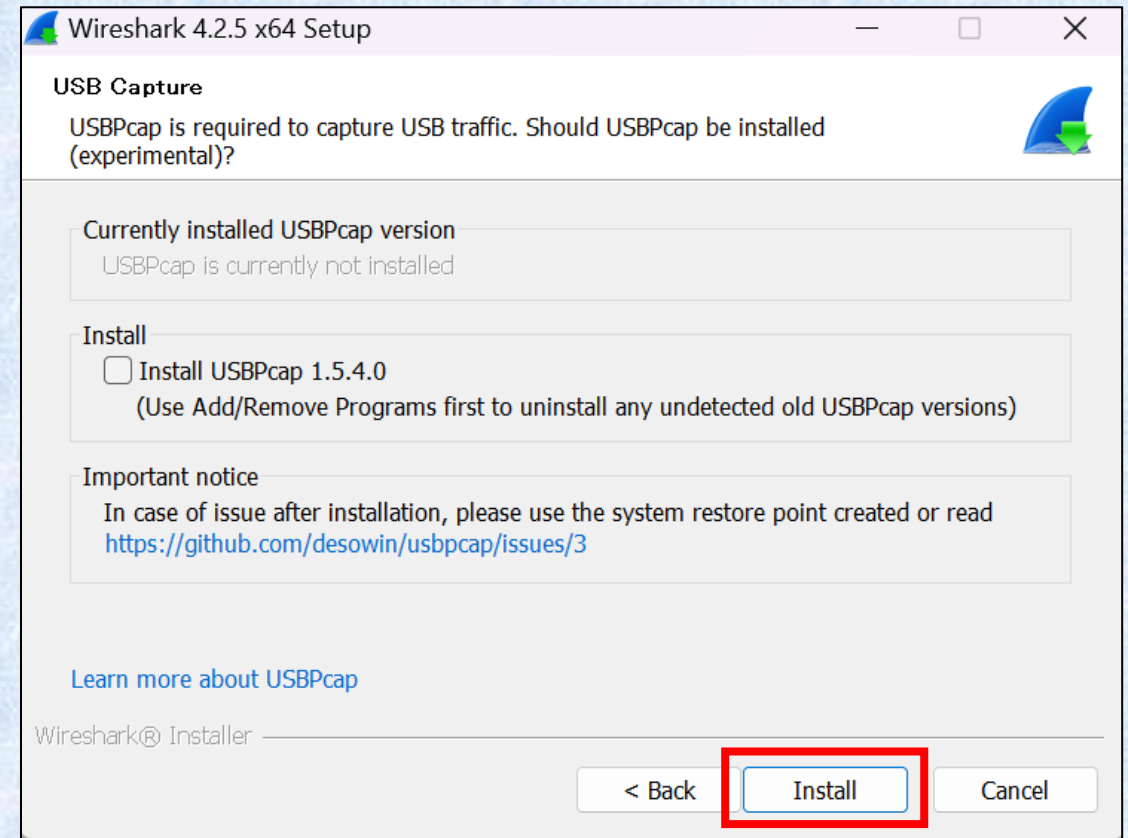 Wireshark 4.2.5 x64 Setup
USB Capture
USBPcap is required to capture USB traffic. Should USBPcap be installed
(experimental)?
Currently installed USBPcap version
USBPcap is currently not installed
Install
Install USBPcap 1.5.4.0
(Use Add/Remove Programs first to uninstall any undetected old USBPcap versions)
Important notice
In case of issue after installation, please use the system restore point created or read
https://github.com/desowin/usbpcap/issues/3
Learn more about USBPcap
Wireshark® Installer
< Back Install Cancel